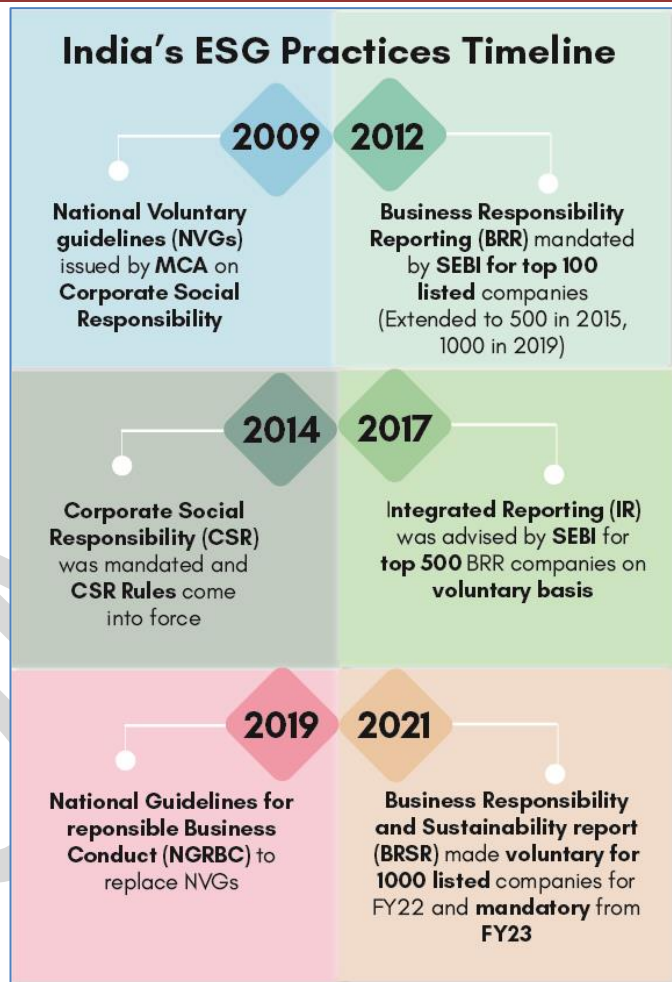 India's ESG Practices Timeline
2009
National Voluntary
guidelines (NVGs)
issued by MCA on
Corporate Social
Responsibility
2012
Business Responsibility
Reporting (BRR) mandated
by SEBI for top 100
listed companies
(Extended to 500 in 2015,
1000 in 2019)
2014
Corporate Social
Responsibility (CSR)
was mandated and
CSR Rules come
into force
2017
Integrated Reporting (IR)
was advised by SEBI for
top 500 BRR companies on
voluntary basis
2019
National Guidelines for
reponsible Business
Conduct (NGRBC) to
replace NVGs
2021
Business Responsibility
and Sustainability report
(BRSR) made voluntary for
1000 listed companies for
FY22 and mandatory from
FY23